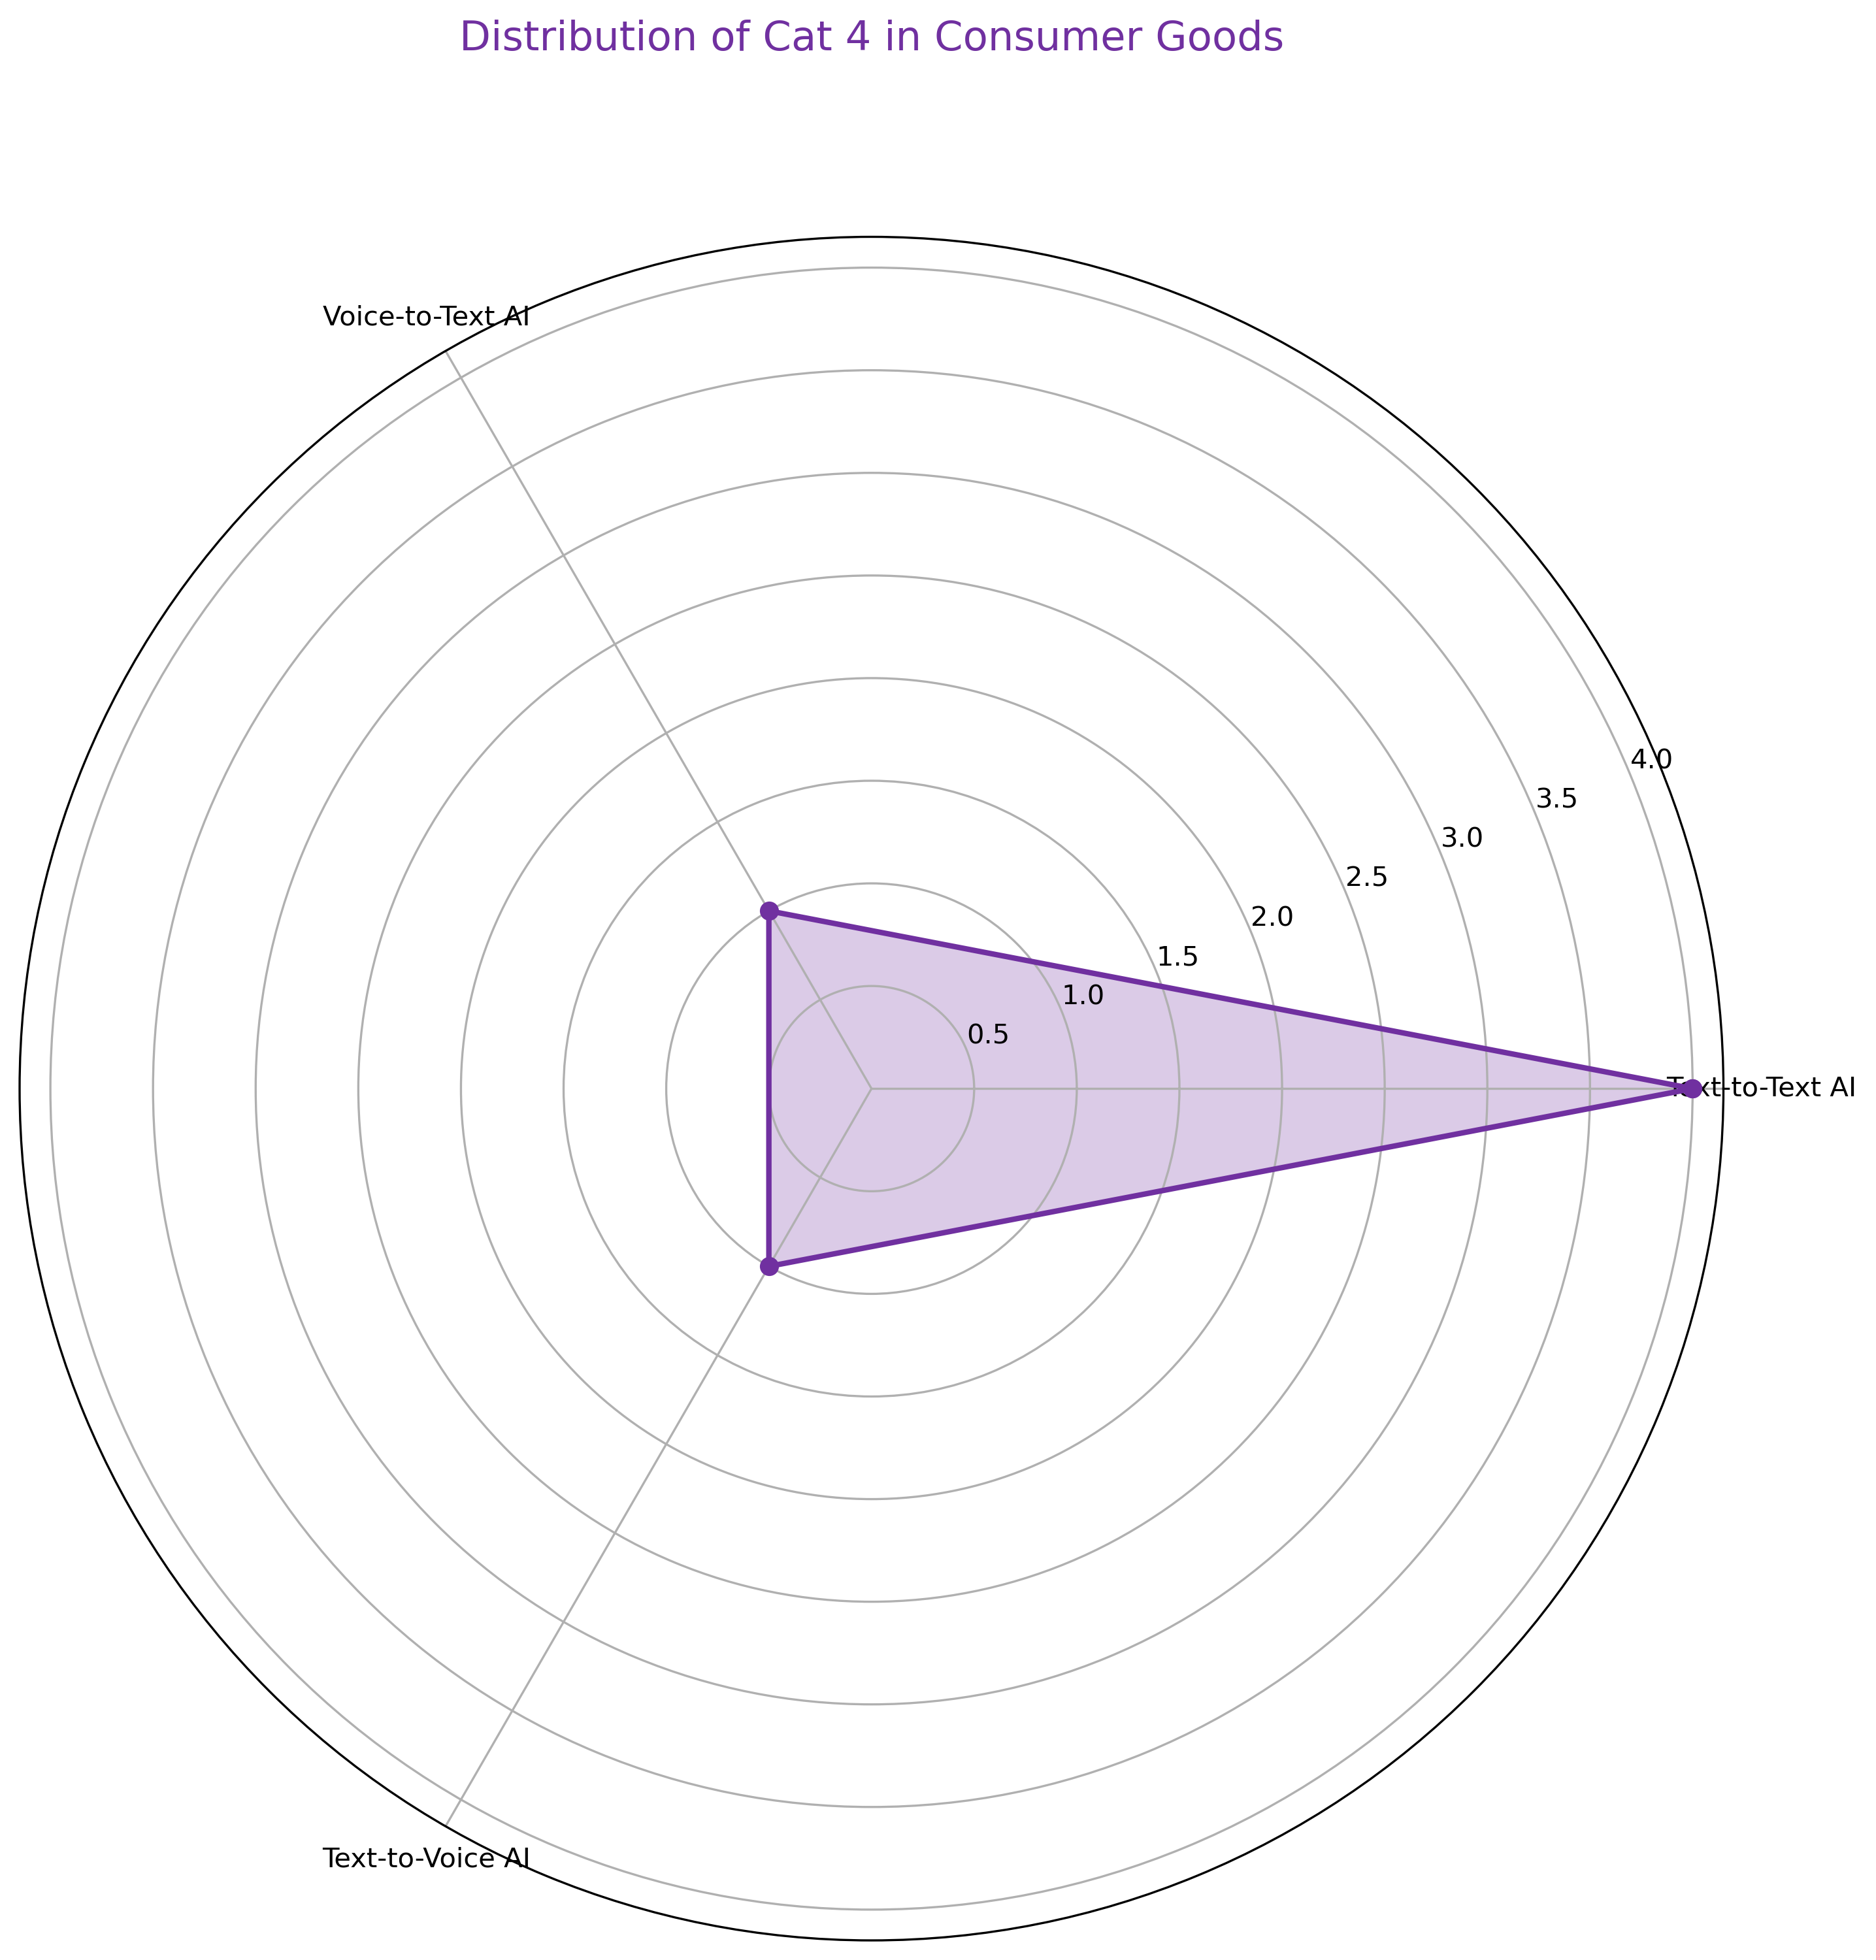 Distribution of Cat 4 in Consumer Goods
Voice-to-Text AI
4.0
3.5
3.0
2.5
2.0
1.5
1.0
0.5
Text-to-Text AI
Text-to-Voice AI